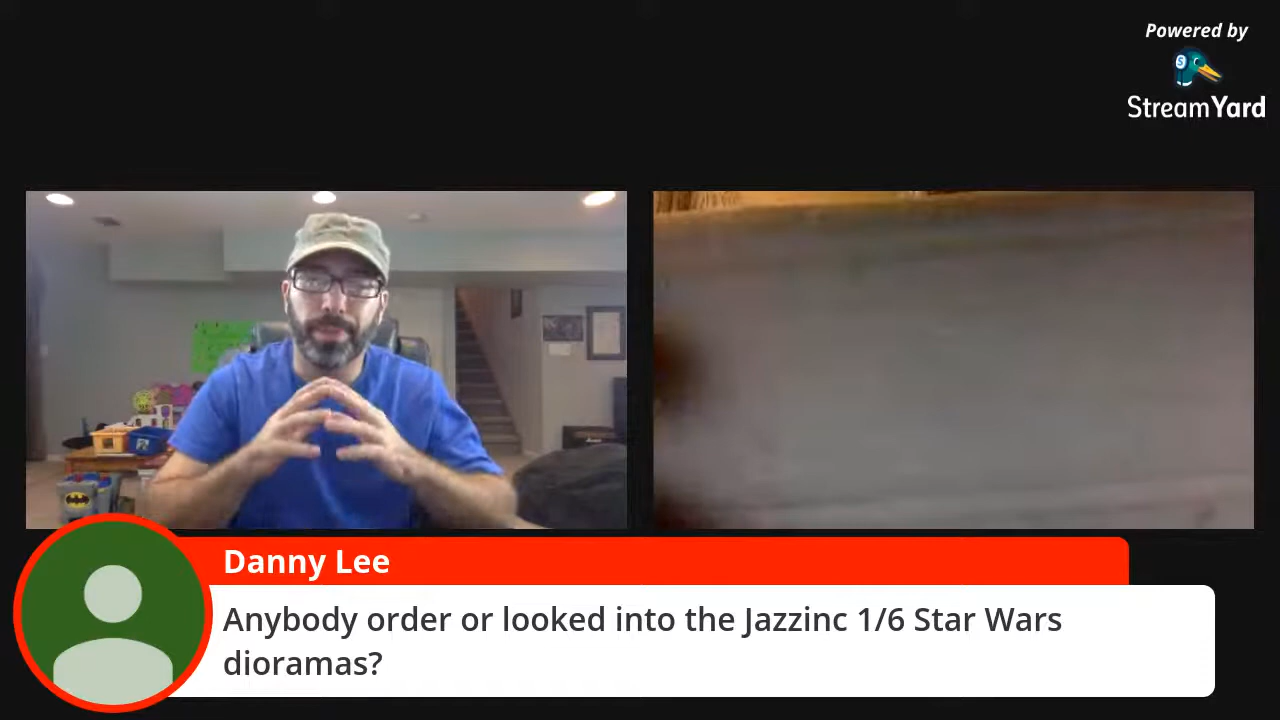 Powered by
StreamYard
Danny Lee
Anybody order or looked into the Jazzinc 1/6 Star Wars
dioramas?